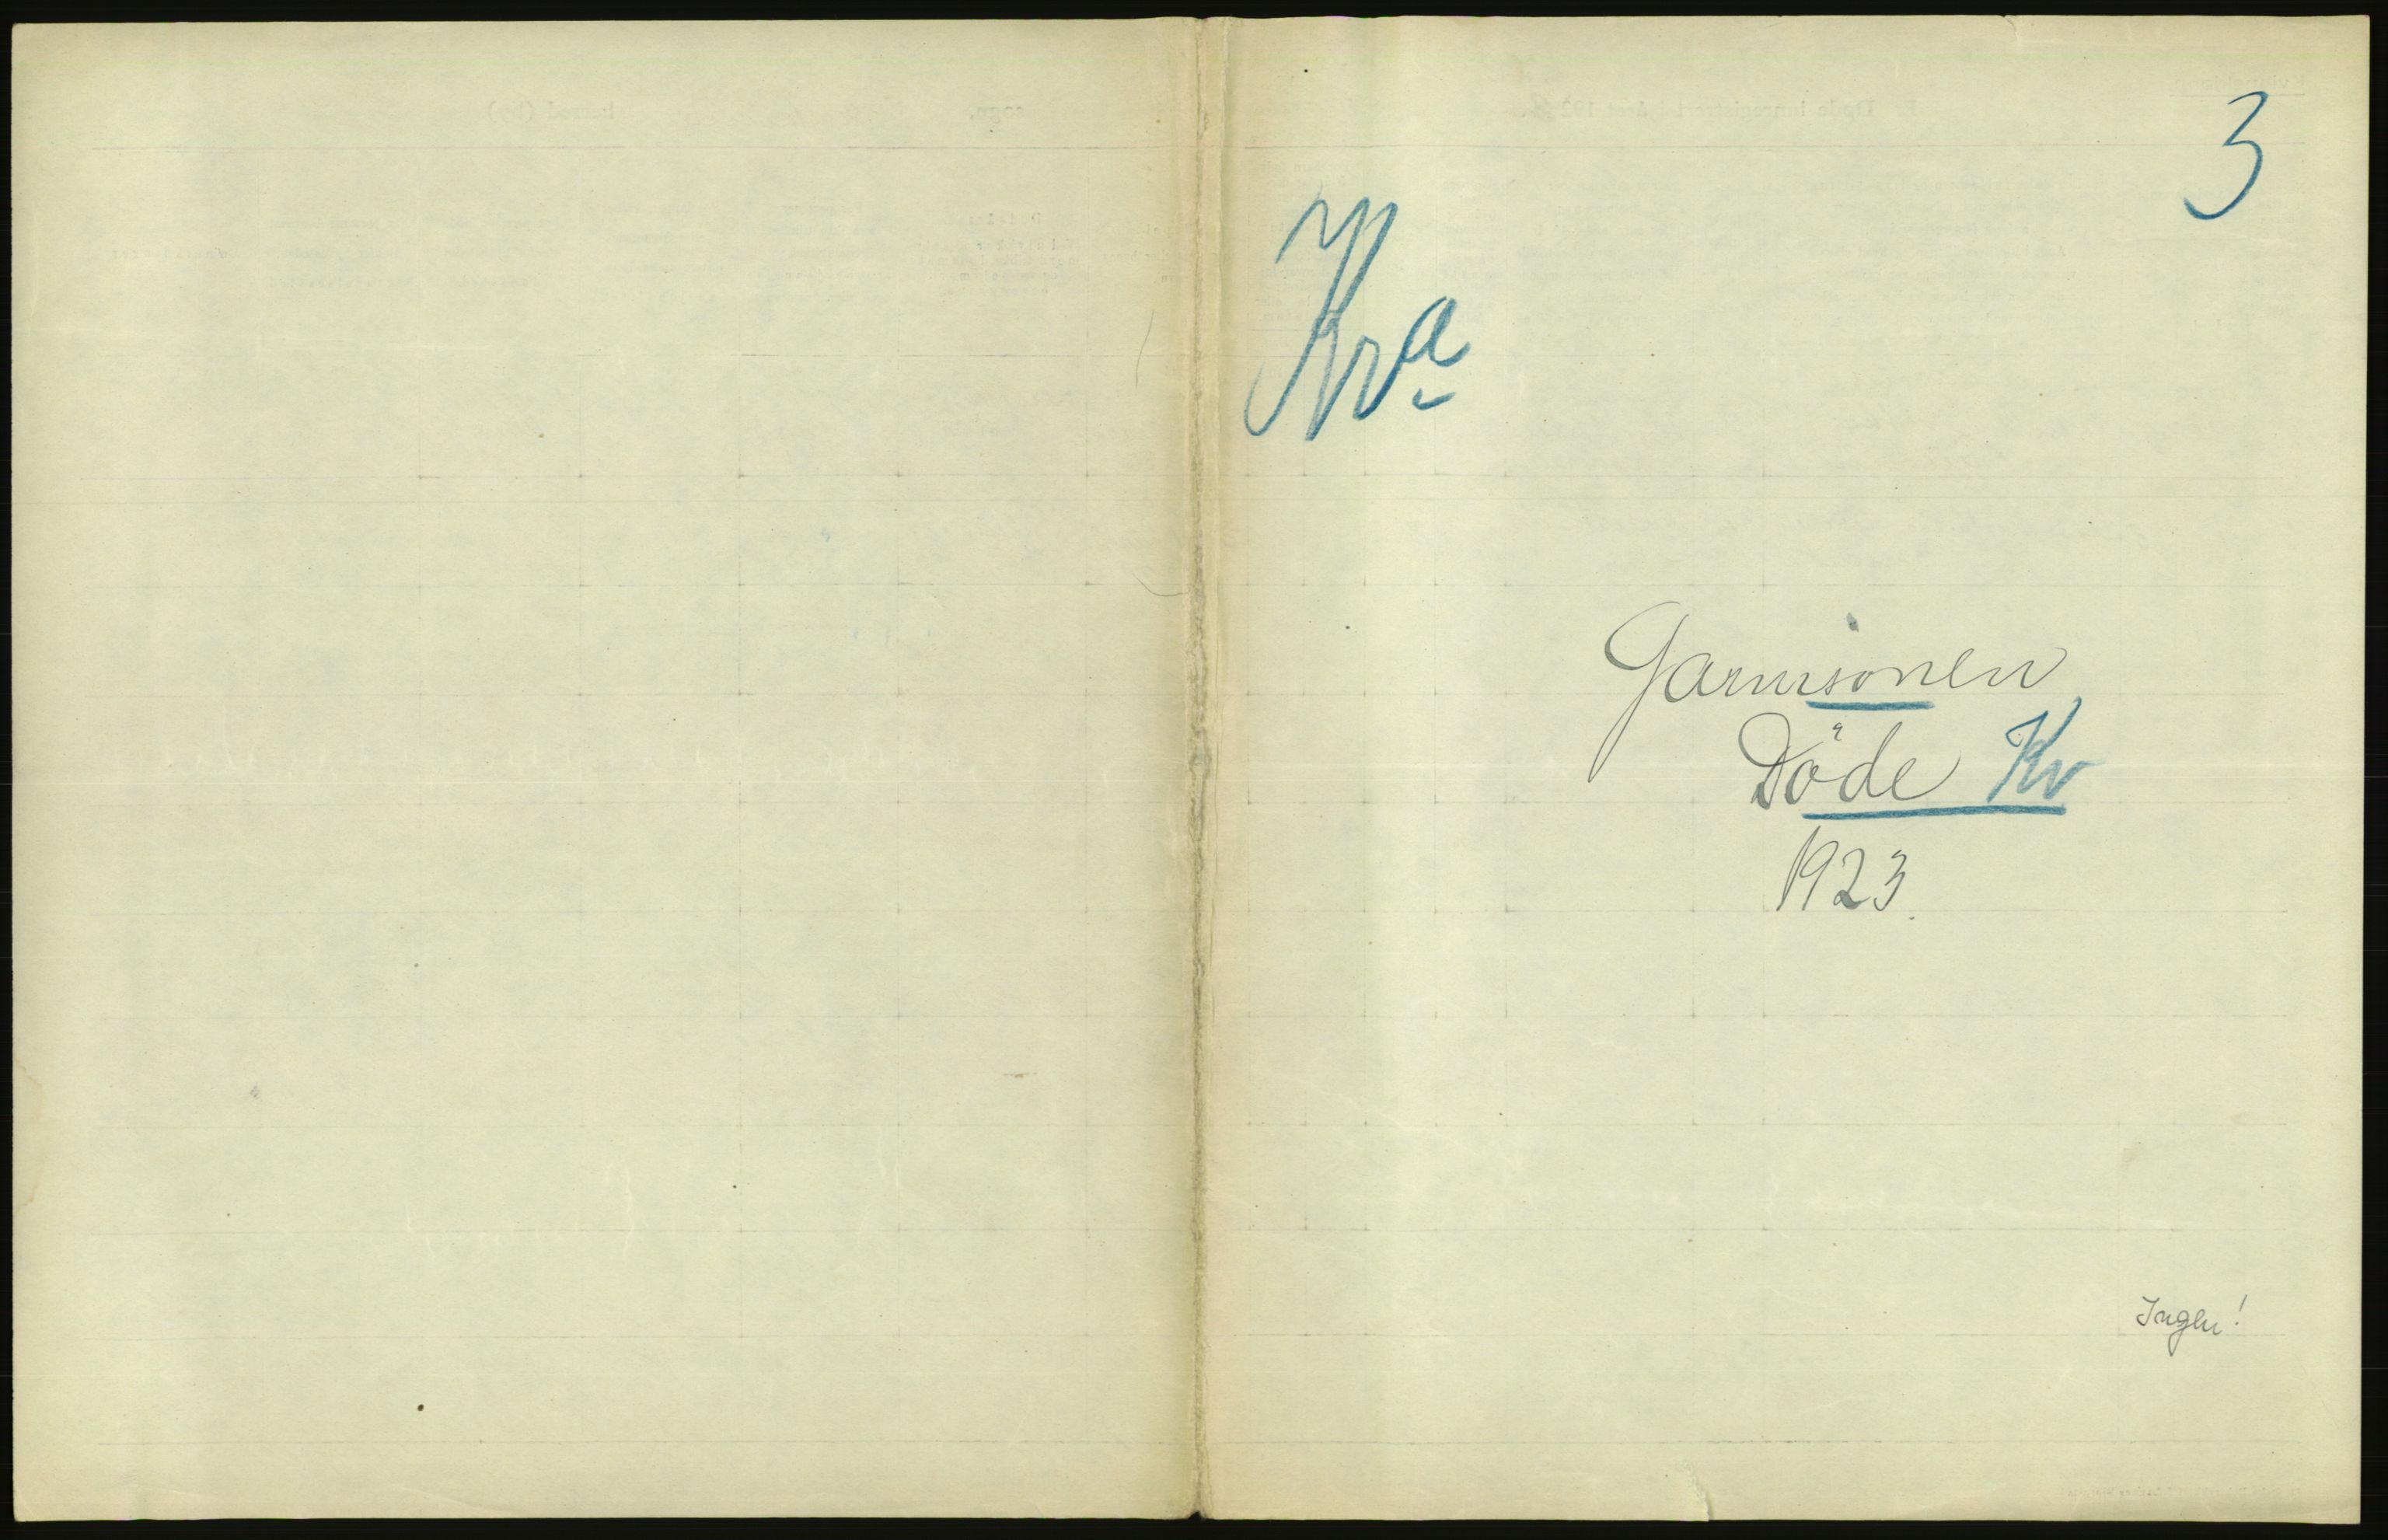 3
Kra
Garnisonen
Döde Kv
1923.
Ingen!